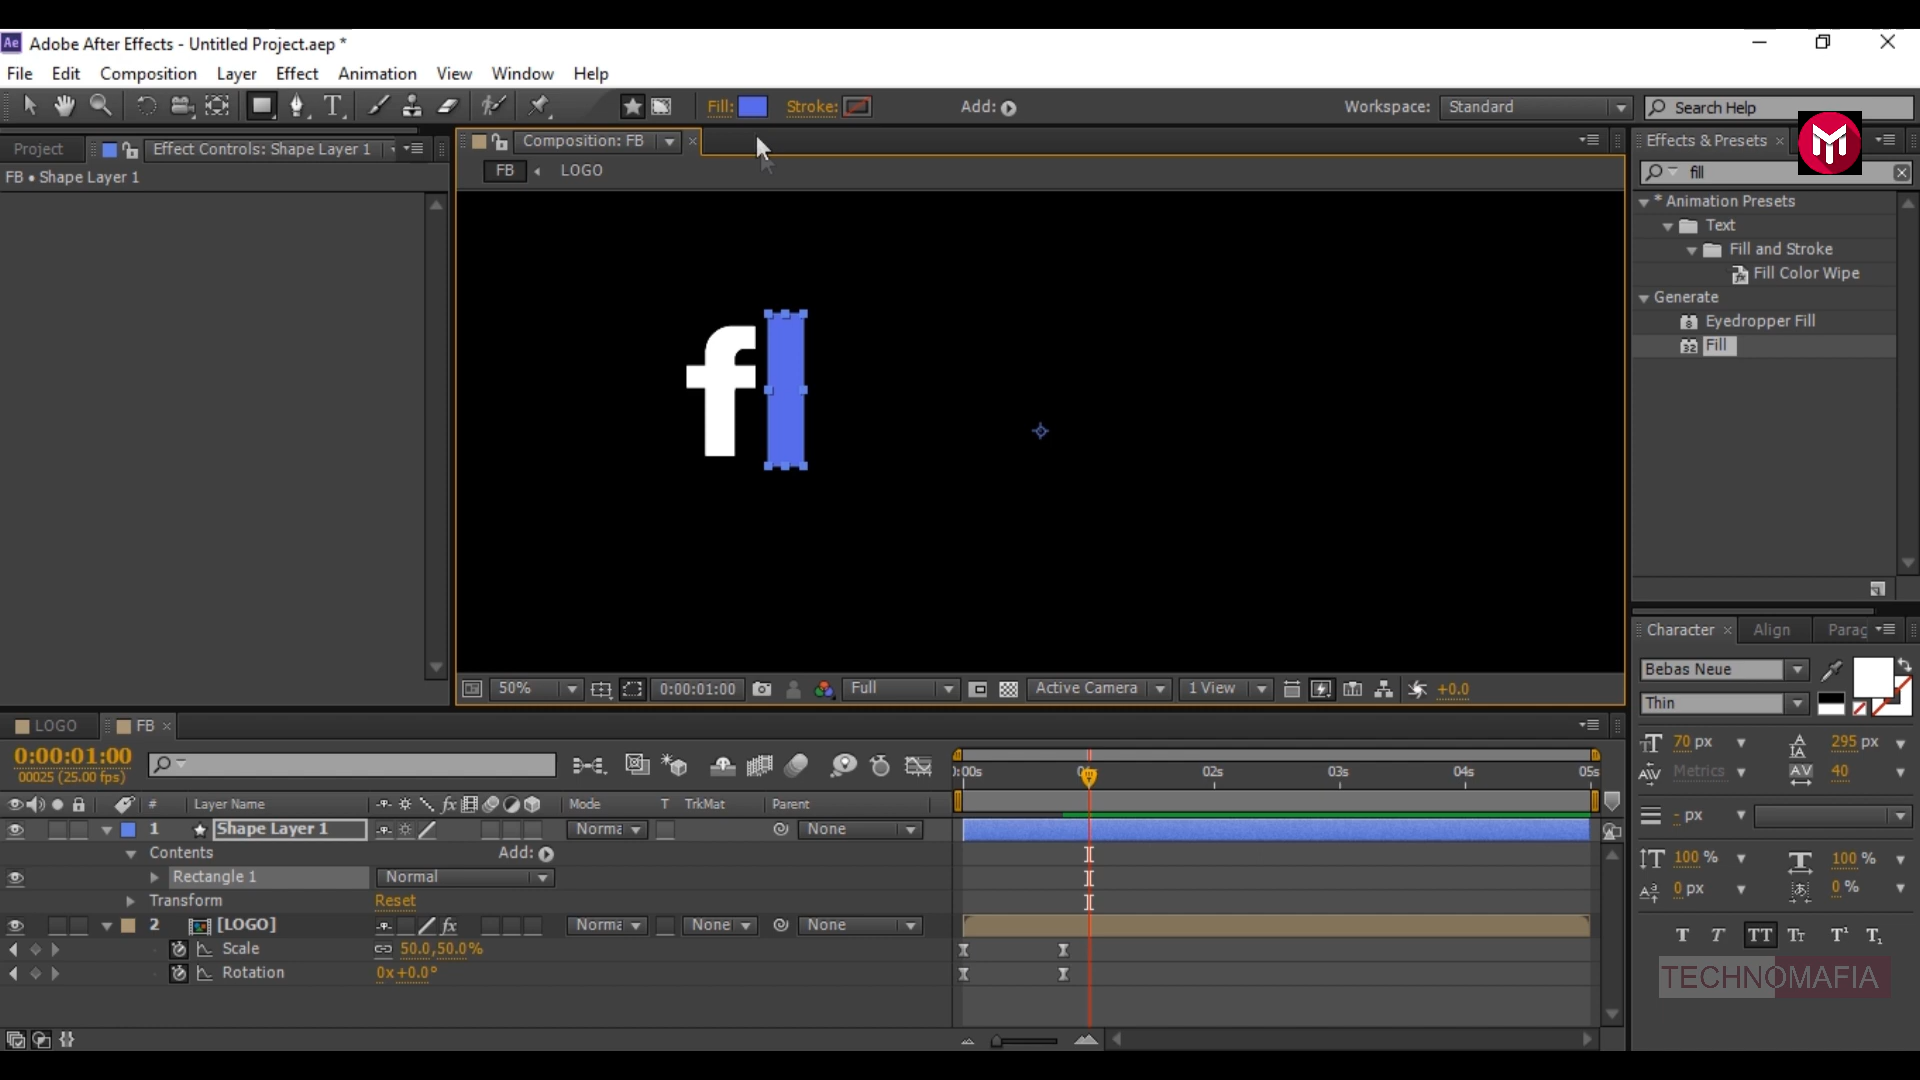 Ae Adobe After Effects - Untitled Project.aep *
File Edit Composition Layer Effect Animation View Window Help
Fill: Stroke: Add: Workspace: Standard Search Help
Project Effect Controls: Shape Layer 1 Composition: FB Effects & Presets
FB • Shape Layer 1 FB LOGO fill
* Animation Presets
Text
Fill and Stroke
Fill Color Wipe
Generate
Eyedropper Fill
Fill
f
50% 0:00:01:00 Full Active Camera 1 View +0.0
Character Align Parag
Bebas Neue
Thin
70 px 295 px
Metrics 40
- px
100 % 100 %
0 px 0 %
T T TT Tt T¹ T₁
TECHNOMAFIA
LOGO FB
0:00:01:00
00025 (25.00 fps)
0:00s 02s 03s 04s 05s
# Layer Name Mode T TrkMat Parent
1 Shape Layer 1 Norma None
Contents Add:
Rectangle 1 Normal
Transform Reset
2 [LOGO] Norma None None
Scale 50.0,50.0%
Rotation 0x+0.0°